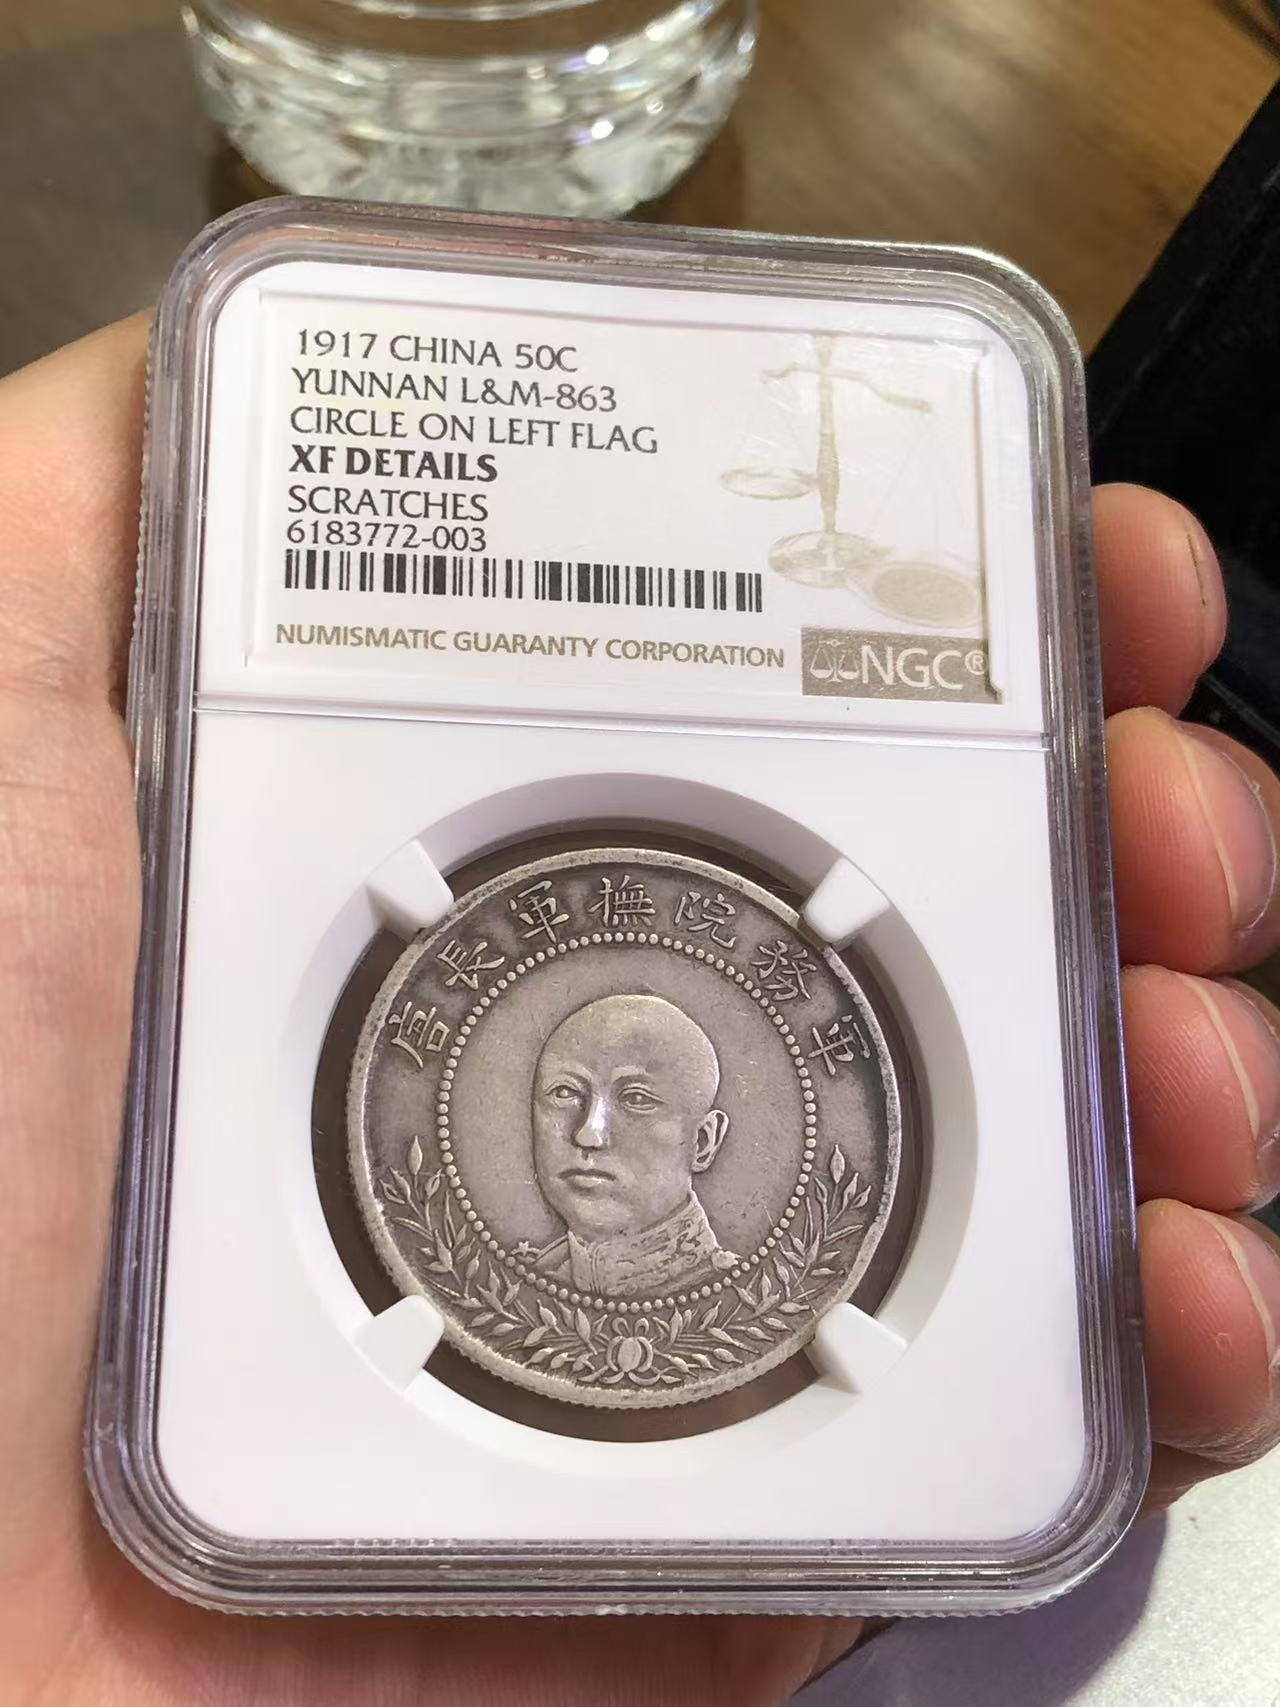 1917 CHINA 50C
YUNNAN L&M-863
CIRCLE ON LEFT FLAG
XF DETAILS
SCRATCHES
6183772-003
NUMISMATIC GUARANTY CORPORATION
NGC®
軍務院撫軍長唐